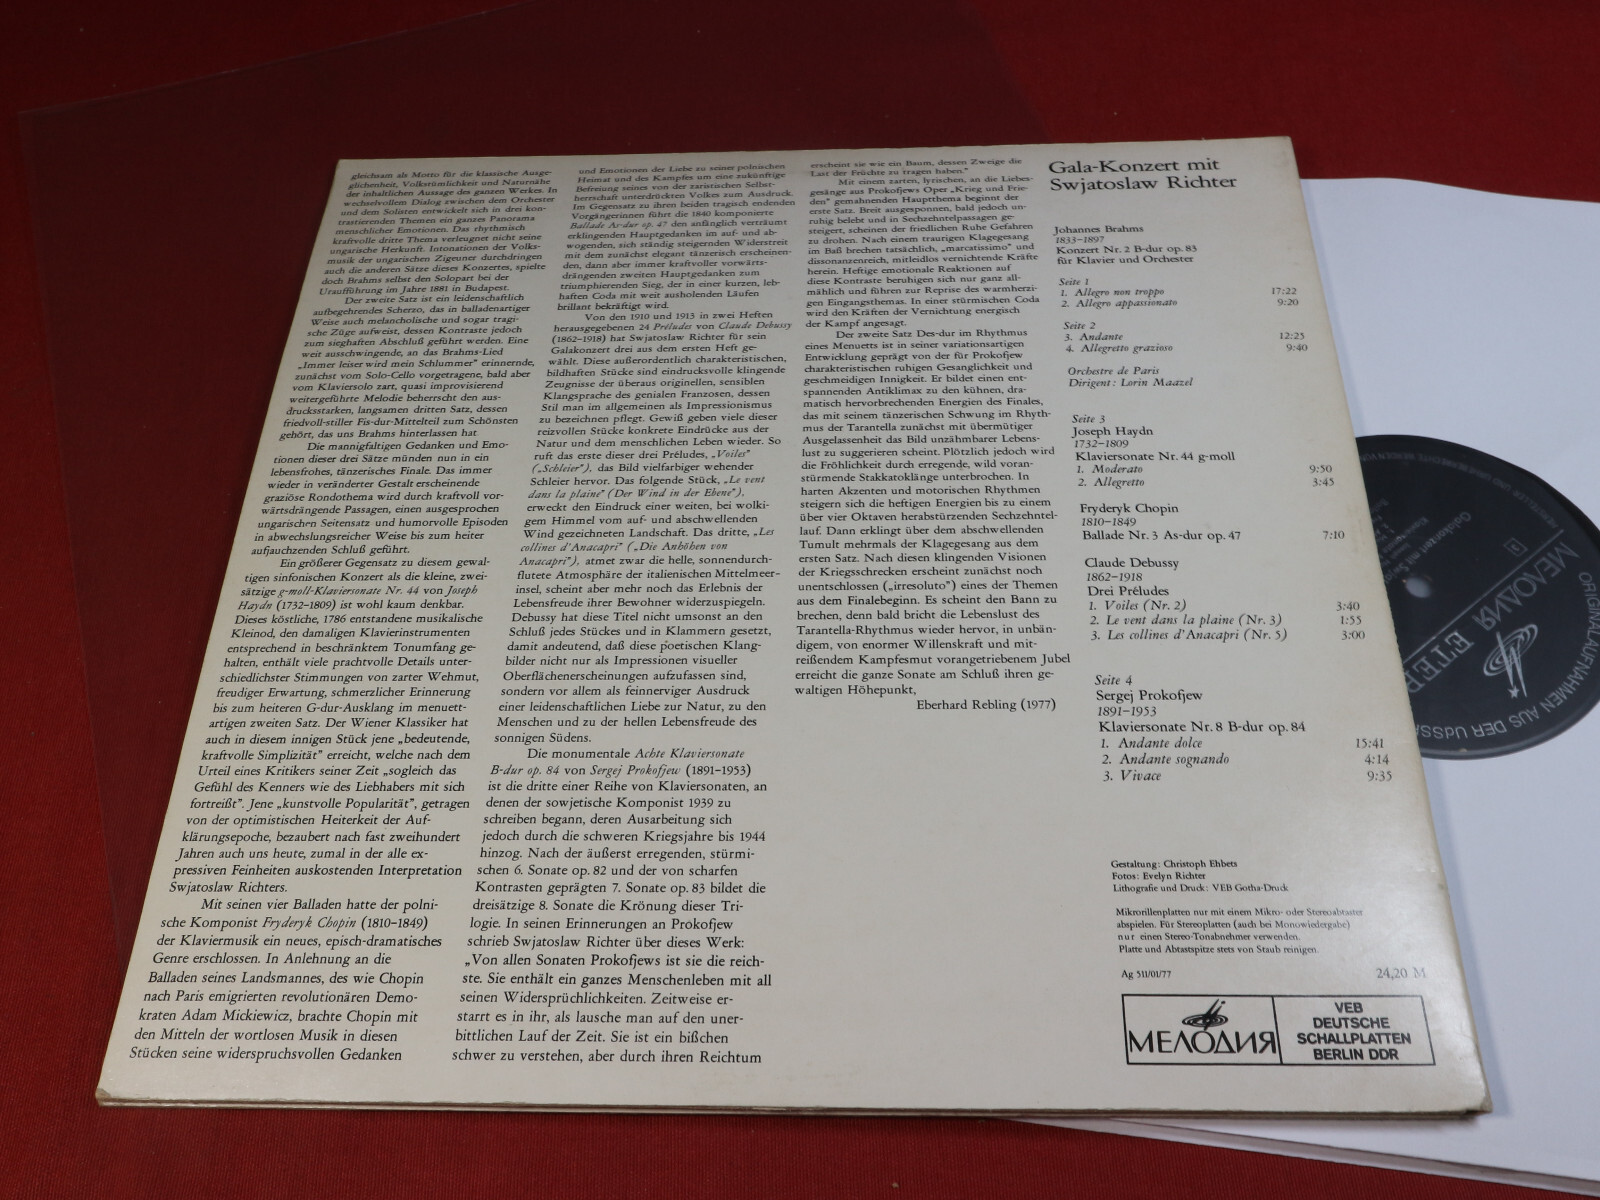 gleichsam als Motto für die klassische Ausge-
glichenheit, Volkstümlichkeit und Naturnähe
der inhaltlichen Aussage des ganzen Werkes. In
wechselvollem Dialog zwischen dem Orchester
und dem Solisten entwickelt sich in drei kon-
trastierenden Themen ein ganzes Panorama
menschlicher Emotionen. Das rhythmisch
kraftvolle dritte Thema verleugnet nicht seine
ungarische Herkunft. Intonationen der Volks-
musik der ungarischen Zigeuner durchdringen
auch die anderen Sätze dieses Konzertes, spielte
doch Brahms selbst den Solopart bei der
Uraufführung im Jahre 1881 in Budapest.
Der zweite Satz ist ein leidenschaftlich
aufbegehrendes Scherzo, das in balladenartiger
Weise auch melancholische und sogar tragi-
sche Züge aufweist, dessen Kontraste jedoch
zum sieghaften Abschluß geführt werden. Eine
weit ausschwingende, an das Brahms-Lied
„Immer leiser wird mein Schlummer" erinnernde,
zunächst vom Solo-Cello vorgetragene, bald aber
vom Klaviersolo zart, quasi improvisierend
weitergeführte Melodie beherrscht den aus-
drucksstarken, langsamen dritten Satz, dessen
friedvoll-stiller Fis-dur-Mittelteil zum Schönsten
gehört, das uns Brahms hinterlassen hat.
Die mannigfaltigen Gedanken und Emo-
tionen dieser drei Sätze münden nun in ein
lebensfrohes, tänzerisches Finale. Das immer
wieder in veränderter Gestalt erscheinende
graziöse Rondothema wird durch kraftvoll vor-
wärtsdrängende Passagen, einen ausgesprochen
ungarischen Seitensatz und humorvolle Episoden
in abwechslungsreicher Weise bis zum heiter
aufjauchzenden Schluß geführt.
Ein größerer Gegensatz zu diesem gewal-
tigen sinfonischen Konzert als die kleine, zwei-
sätzige g-moll-Klaviersonate Nr. 44 von Joseph
Haydn (1732–1809) ist wohl kaum denkbar.
Dieses köstliche, 1786 entstandene musikalische
Kleinod, den damaligen Klavierinstrumenten
entsprechend in beschränktem Tonumfang ge-
halten, enthält viele prachtvolle Details unter-
schiedlichster Stimmungen von zarter Wehmut,
freudiger Erwartung, schmerzlicher Erinnerung
bis zum heiteren G-dur-Ausklang im menuett-
artigen zweiten Satz. Der Wiener Klassiker hat
auch in diesem innigen Stück jene „bedeutende,
kraftvolle Simplizität" erreicht, welche nach dem
Urteil eines Kritikers seiner Zeit „sogleich das
Gefühl des Kenners wie des Liebhabers mit sich
fortreißt". Jene „kunstvolle Popularität", getragen
von der optimistischen Heiterkeit der Auf-
klärungsepoche, bezaubert nach fast zweihundert
Jahren auch uns heute, zumal in der alle ex-
pressiven Feinheiten auskostenden Interpretation
Swjatoslaw Richters.
Mit seinen vier Balladen hatte der polni-
sche Komponist Fryderyk Chopin (1810–1849)
der Klaviermusik ein neues, episch-dramatisches
Genre erschlossen. In Anlehnung an die
Balladen seines Landsmannes, des wie Chopin
nach Paris emigrierten revolutionären Demo-
kraten Adam Mickiewicz, brachte Chopin mit
den Mitteln der wortlosen Musik in diesen
Stücken seine widerspruchsvollen Gedanken
und Emotionen der Liebe zu seiner polnischen
Heimat und des Kampfes um eine zukünftige
Befreiung seines von der zaristischen Selbst-
herrschaft unterdrückten Volkes zum Ausdruck.
Im Gegensatz zu ihren beiden tragisch endenden
Vorgängerinnen führt die 1840 komponierte
Ballade As-dur op. 47 den anfänglich verträumt
erklingenden Hauptgedanken im auf- und ab-
wogenden, sich ständig steigernden Widerstreit
mit dem zunächst elegant tänzerisch erscheinen-
den, dann aber immer kraftvoller vorwärts-
drängenden zweiten Hauptgedanken zum
triumphierenden Sieg, der in einer kurzen, leb-
haften Coda mit weit ausholenden Läufen
brillant bekräftigt wird.
Von den 1910 und 1913 in zwei Heften
herausgegebenen 24 Préludes von Claude Debussy
(1862–1918) hat Swjatoslaw Richter für sein
Galakonzert drei aus dem ersten Heft ge-
wählt. Diese außerordentlich charakteristischen,
bildhaften Stücke sind eindrucksvolle klingende
Zeugnisse der überaus originellen, sensiblen
Klangsprache des genialen Franzosen, dessen
Stil man im allgemeinen als Impressionismus
zu bezeichnen pflegt. Gewiß geben viele dieser
reizvollen Stücke konkrete Eindrücke aus der
Natur und dem menschlichen Leben wieder. So
ruft das erste dieser drei Préludes, „Voiles"
(„Schleier"), das Bild vielfarbiger wehender
Schleier hervor. Das folgende Stück, „Le vent
dans la plaine" (Der Wind in der Ebene"),
erweckt den Eindruck einer weiten, bei wolki-
gem Himmel vom auf- und abschwellenden
Wind gezeichneten Landschaft. Das dritte, „Les
collines d'Anacapri" („Die Anhöhen von
Anacapri"), atmet zwar die helle, sonnendurch-
flutete Atmosphäre der italienischen Mittelmeer-
insel, scheint aber mehr noch das Erlebnis der
Lebensfreude ihrer Bewohner widerzuspiegeln.
Debussy hat diese Titel nicht umsonst an den
Schluß jedes Stückes und in Klammern gesetzt,
damit andeutend, daß diese poetischen Klang-
bilder nicht nur als Impressionen visueller
Oberflächenerscheinungen aufzufassen sind,
sondern vor allem als feinnerviger Ausdruck
einer leidenschaftlichen Liebe zur Natur, zu den
Menschen und zu der hellen Lebensfreude des
sonnigen Südens.
Die monumentale Achte Klaviersonate
B-dur op. 84 von Sergej Prokofjew (1891–1953)
ist die dritte einer Reihe von Klaviersonaten, an
denen der sowjetische Komponist 1939 zu
schreiben begann, deren Ausarbeitung sich
jedoch durch die schweren Kriegsjahre bis 1944
hinzog. Nach der äußerst erregenden, stürmi-
schen 6. Sonate op. 82 und der von scharfen
Kontrasten geprägten 7. Sonate op. 83 bildet die
dreisätzige 8. Sonate die Krönung dieser Tri-
logie. In seinen Erinnerungen an Prokofjew
schrieb Swjatoslaw Richter über dieses Werk:
„Von allen Sonaten Prokofjews ist sie die reich-
ste. Sie enthält ein ganzes Menschenleben mit all
seinen Widersprüchlichkeiten. Zeitweise er-
starrt es in ihr, als lausche man auf den uner-
bittlichen Lauf der Zeit. Sie ist ein bißchen
schwer zu verstehen, aber durch ihren Reichtum
erscheint sie wie ein Baum, dessen Zweige die
Last der Früchte zu tragen haben."
Mit einem zarten, lyrischen, an die Liebes-
gesänge aus Prokofjews Oper „Krieg und Frie-
den" gemahnenden Hauptthema beginnt der
erste Satz. Breit ausgesponnen, bald jedoch un-
ruhig belebt und in Sechzehntelpassagen ge-
steigert, scheinen der friedlichen Ruhe Gefahren
zu drohen. Nach einem traurigen Klagegesang
im Baß brechen tatsächlich, „marcatissimo" und
dissonanzenreich, mitleidlos vernichtende Kräfte
herein. Heftige emotionale Reaktionen auf
diese Kontraste beruhigen sich nur ganz all-
mählich und führen zur Reprise des warmherzi-
gen Eingangsthemas. In einer stürmischen Coda
wird den Kräften der Vernichtung energisch
der Kampf angesagt.
Der zweite Satz Des-dur im Rhythmus
eines Menuetts ist in seiner variationsartigen
Entwicklung geprägt von der für Prokofjew
charakteristischen ruhigen Gesanglichkeit und
geschmeidigen Innigkeit. Er bildet einen ent-
spannenden Antiklimax zu den kühnen, dra-
matisch hervorbrechenden Energien des Finales,
das mit seinem tänzerischen Schwung im Rhyth-
mus der Tarantella zunächst mit übermütiger
Ausgelassenheit das Bild unzähmbarer Lebens-
lust zu suggerieren scheint. Plötzlich jedoch wird
die Fröhlichkeit durch erregende, wild voran-
stürmende Stakkatoklänge unterbrochen. In
harten Akzenten und motorischen Rhythmen
steigern sich die heftigen Energien bis zu einem
über vier Oktaven herabstürzenden Sechzehntel-
lauf. Dann erklingt über dem abschwellenden
Tumult mehrmals der Klagegesang aus dem
ersten Satz. Nach diesen klingenden Visionen
der Kriegsschrecken erscheint zunächst noch
unentschlossen („irresoluto") eines der Themen
aus dem Finalebeginn. Es scheint den Bann zu
brechen, denn bald bricht die Lebenslust des
Tarantella-Rhythmus wieder hervor, in unbän-
digem, von enormer Willenskraft und mit-
reißendem Kampfesmut vorangetriebenem Jubel
erreicht die ganze Sonate am Schluß ihren ge-
waltigen Höhepunkt,
Eberhard Rebling (1977)
Gala-Konzert mit
Swjatoslaw Richter
Johannes Brahms
1833–1897
Konzert Nr. 2 B-dur op. 83
für Klavier und Orchester
Seite 1
1. Allegro non troppo 17:22
2. Allegro appassionato 9:20
Seite 2
3. Andante 12:23
4. Allegretto grazioso 9:40
Orchestre de Paris
Dirigent: Lorin Maazel
Seite 3
Joseph Haydn
1732–1809
Klaviersonate Nr. 44 g-moll
1. Moderato 9:50
2. Allegretto 3:45
Fryderyk Chopin
1810–1849
Ballade Nr. 3 As-dur op. 47 7:10
Claude Debussy
1862–1918
Drei Préludes
1. Voiles (Nr. 2) 3:40
2. Le vent dans la plaine (Nr. 3) 1:55
3. Les collines d'Anacapri (Nr. 5) 3:00
Seite 4
Sergej Prokofjew
1891–1953
Klaviersonate Nr. 8 B-dur op. 84
1. Andante dolce 15:41
2. Andante sognando 4:14
3. Vivace 9:35
Gestaltung: Christoph Ehbets
Fotos: Evelyn Richter
Lithografie und Druck: VEB Gotha-Druck
Mikrorillenplatten nur mit einem Mikro- oder Stereoabtaster
abspielen. Für Stereoplatten (auch bei Monowiedergabe)
nur einen Stereo-Tonabnehmer verwenden.
Platte und Abtastspitze stets von Staub reinigen.
Ag 511/01/77 24,20 M
МЕЛОДИЯ
VEB
DEUTSCHE
SCHALLPLATTEN
BERLIN DDR
МЕЛОДИЯ
ETER
ORIGINALAUFNAHMEN AUS DER UdSSR